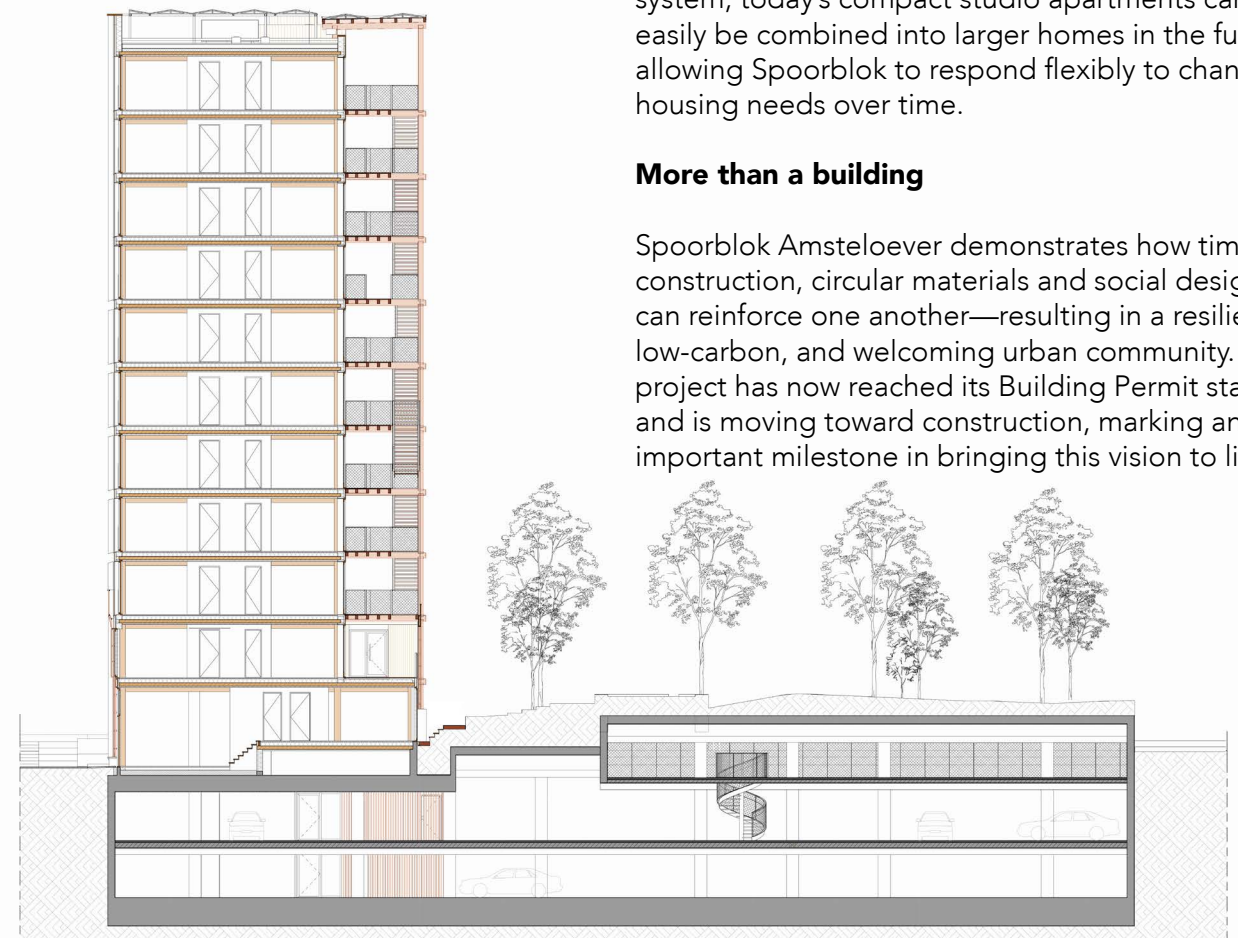 system, today's compact studio apartments can
easily be combined into larger homes in the fu
allowing Spoorblok to respond flexibly to chan
housing needs over time.
More than a building
Spoorblok Amsteloever demonstrates how tim
construction, circular materials and social desig
can reinforce one another—resulting in a resilie
low-carbon, and welcoming urban community.
project has now reached its Building Permit sta
and is moving toward construction, marking an
important milestone in bringing this vision to li